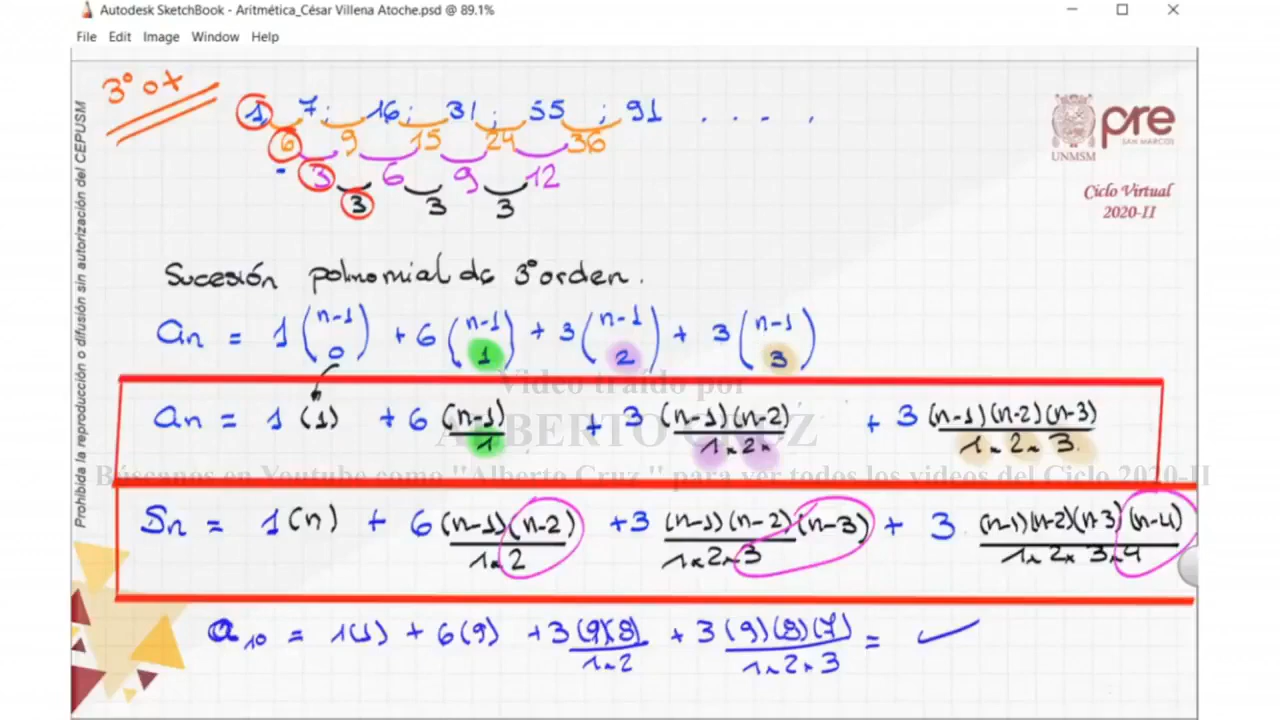 Autodesk SketchBook - Aritmética_César Villena Atoche.psd @ 89.1%
File Edit Image Window Help
3° ox
1 ; 7 ; 16 ; 31 ; 55 ; 91 . . . . .
6 9 15 24 36
3 6 9 12
3 3 3
pre
SAN MARCOS
UNMSM
Ciclo Virtual
2020-II
Prohibida la reproducción o difusión sin autorización del CEPUSM
Sucesión polinomial de 3° orden.
an = 1 (n-1 0) + 6 (n-1 1) + 3 (n-1 2) + 3 (n-1 3)
Video traído por
an = 1 (1) + 6 (n-1)/1 + 3 (n-1)(n-2)/1×2× + 3 (n-1)(n-2)(n-3)/1×2×3
ALBERTO CRUZ
Búscanos en Youtube como "Alberto Cruz " para ver todos los videos del Ciclo 2020-II
Sn = 1(n) + 6 (n-1)(n-2)/1×2 + 3 (n-1)(n-2)(n-3)/1×2×3 + 3 (n-1)(n-2)(n-3)(n-4)/1×2×3×4
a10 = 1(1) + 6(9) + 3(9)(8)/1×2 + 3(9)(8)(7)/1×2×3 =